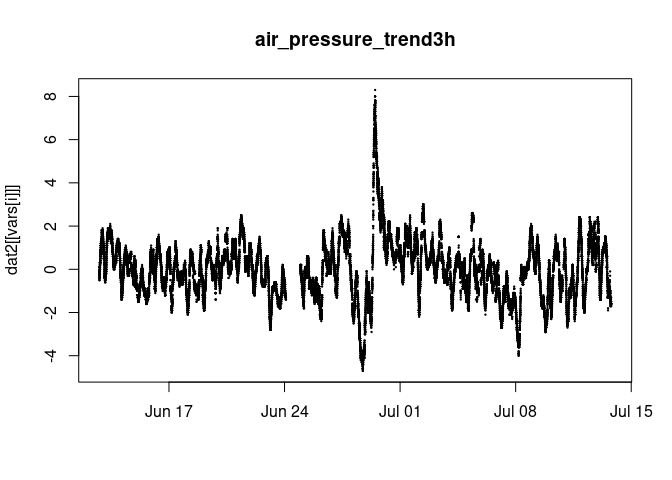 air_pressure_trend3h
dat2[[vars[i]]]
8
6
4
2
0
-2
-4
Jun 17
Jun 24
Jul 01
Jul 08
Jul 15